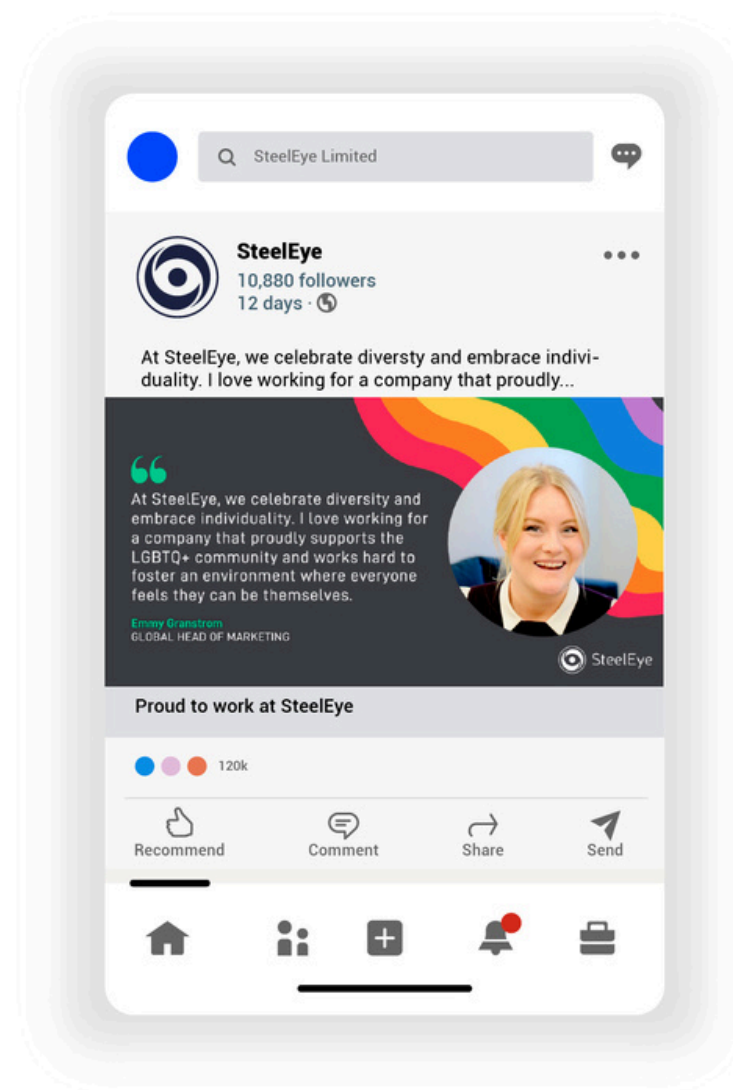 SteelEye Limited
SteelEye
10,880 followers
12 days ·
At SteelEye, we celebrate diversty and embrace indivi-
duality. I love working for a company that proudly...
At SteelEye, we celebrate diversity and
embrace individuality. I love working for
a company that proudly supports the
LGBTQ+ community and works hard to
foster an environment where everyone
feels they can be themselves.
Emmy Granstrom
GLOBAL HEAD OF MARKETING
SteelEye
Proud to work at SteelEye
120k
Recommend Comment Share Send